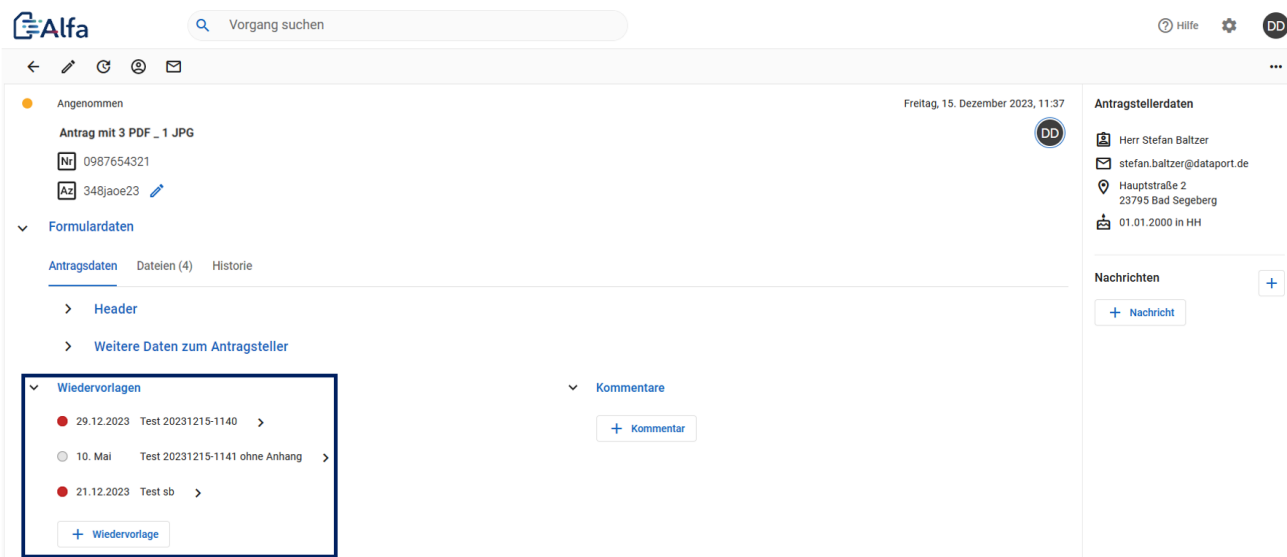 Alfa
Vorgang suchen
Hilfe
DD
Angenommen
Freitag, 15. Dezember 2023, 11:37
Antrag mit 3 PDF _ 1 JPG
DD
Nr 0987654321
Az 348jaoe23
Formulardaten
Antragsdaten Dateien (4) Historie
Header
Weitere Daten zum Antragsteller
Wiedervorlagen
29.12.2023 Test 20231215-1140
10. Mai Test 20231215-1141 ohne Anhang
21.12.2023 Test sb
+ Wiedervorlage
Kommentare
+ Kommentar
Antragstellerdaten
Herr Stefan Baltzer
stefan.baltzer@dataport.de
Hauptstraße 2
23795 Bad Segeberg
01.01.2000 in HH
Nachrichten
+
+ Nachricht